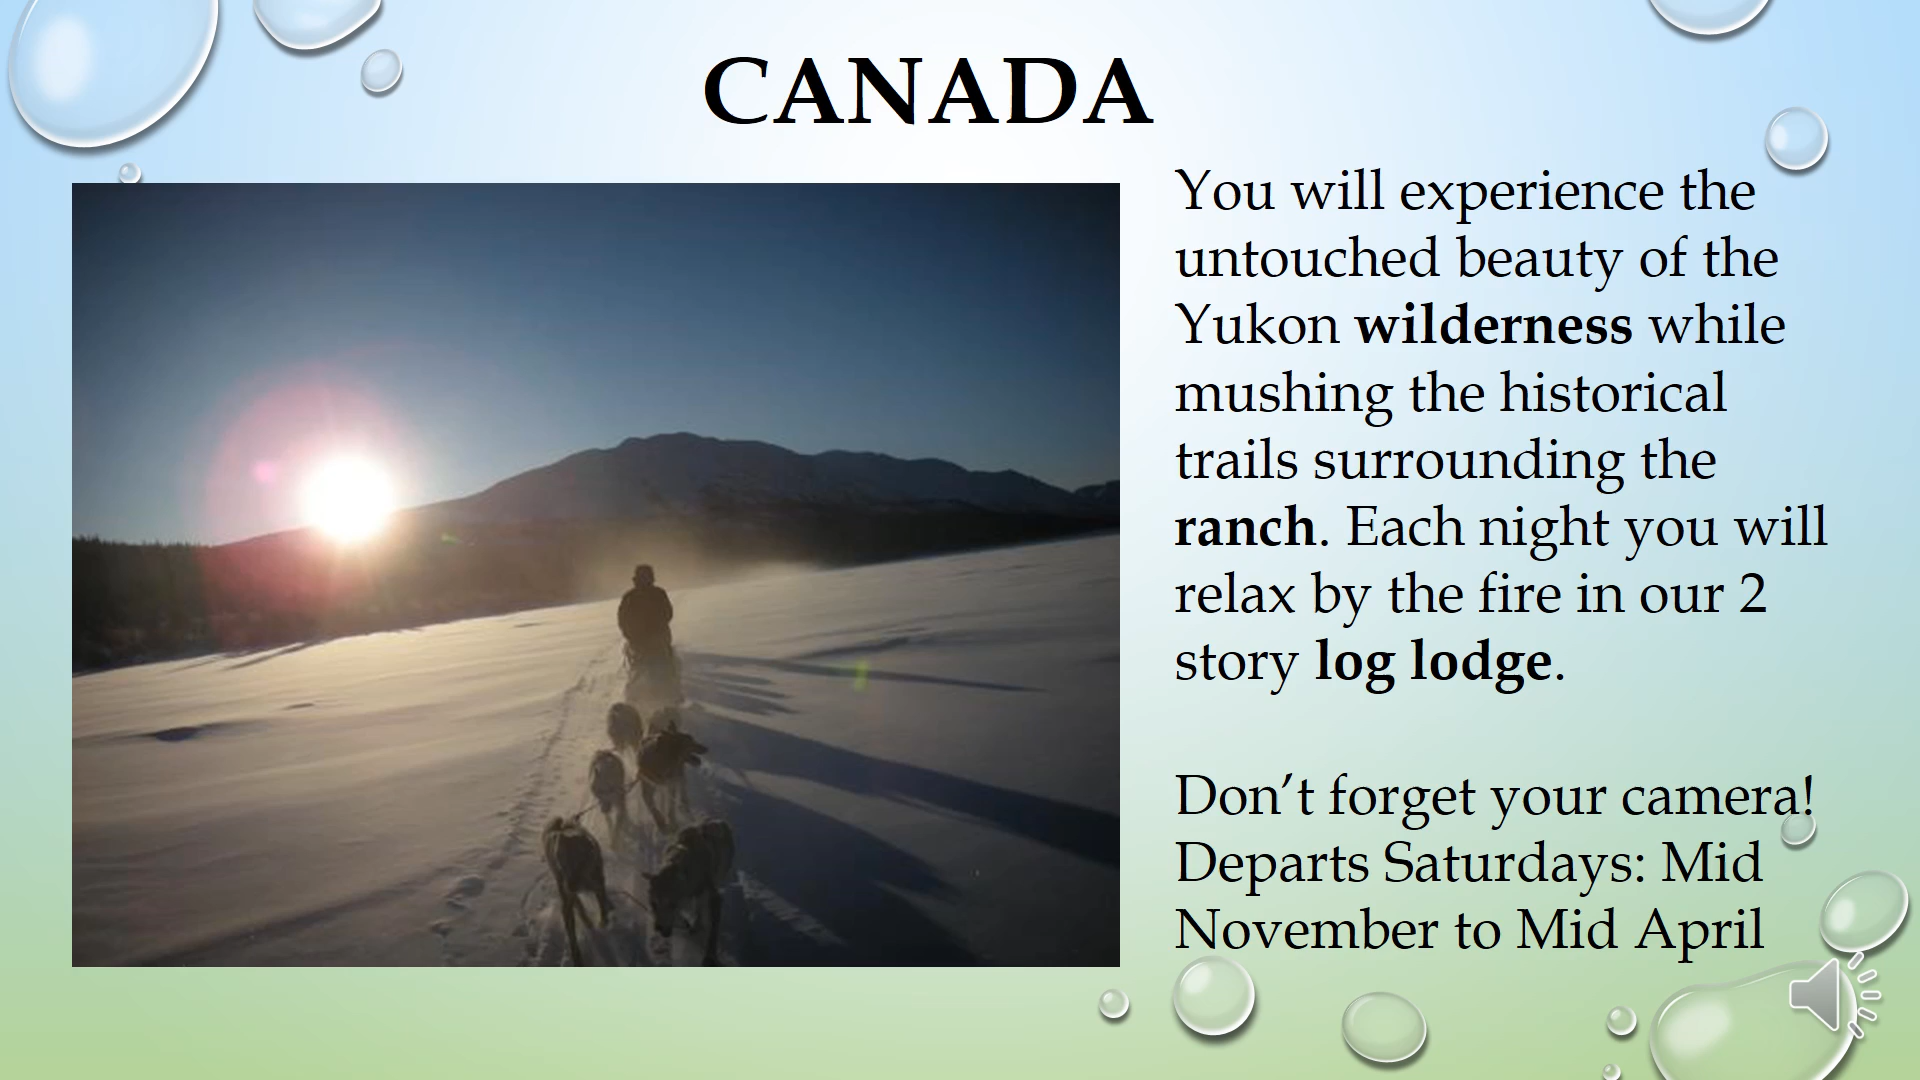 CANADA
You will experience the
untouched beauty of the
Yukon wilderness while
mushing the historical
trails surrounding the
ranch. Each night you will
relax by the fire in our 2
story log lodge.
Don’t forget your camera!
Departs Saturdays: Mid
November to Mid April